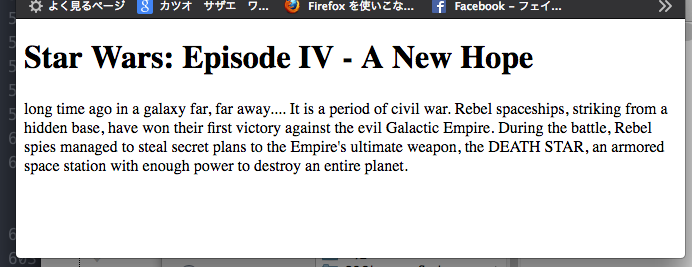 よく見るページ カツオ サザエ ワ... Firefox を使いこな... Facebook - フェイ...
Star Wars: Episode IV - A New Hope
long time ago in a galaxy far, far away.... It is a period of civil war. Rebel spaceships, striking from a
hidden base, have won their first victory against the evil Galactic Empire. During the battle, Rebel
spies managed to steal secret plans to the Empire's ultimate weapon, the DEATH STAR, an armored
space station with enough power to destroy an entire planet.